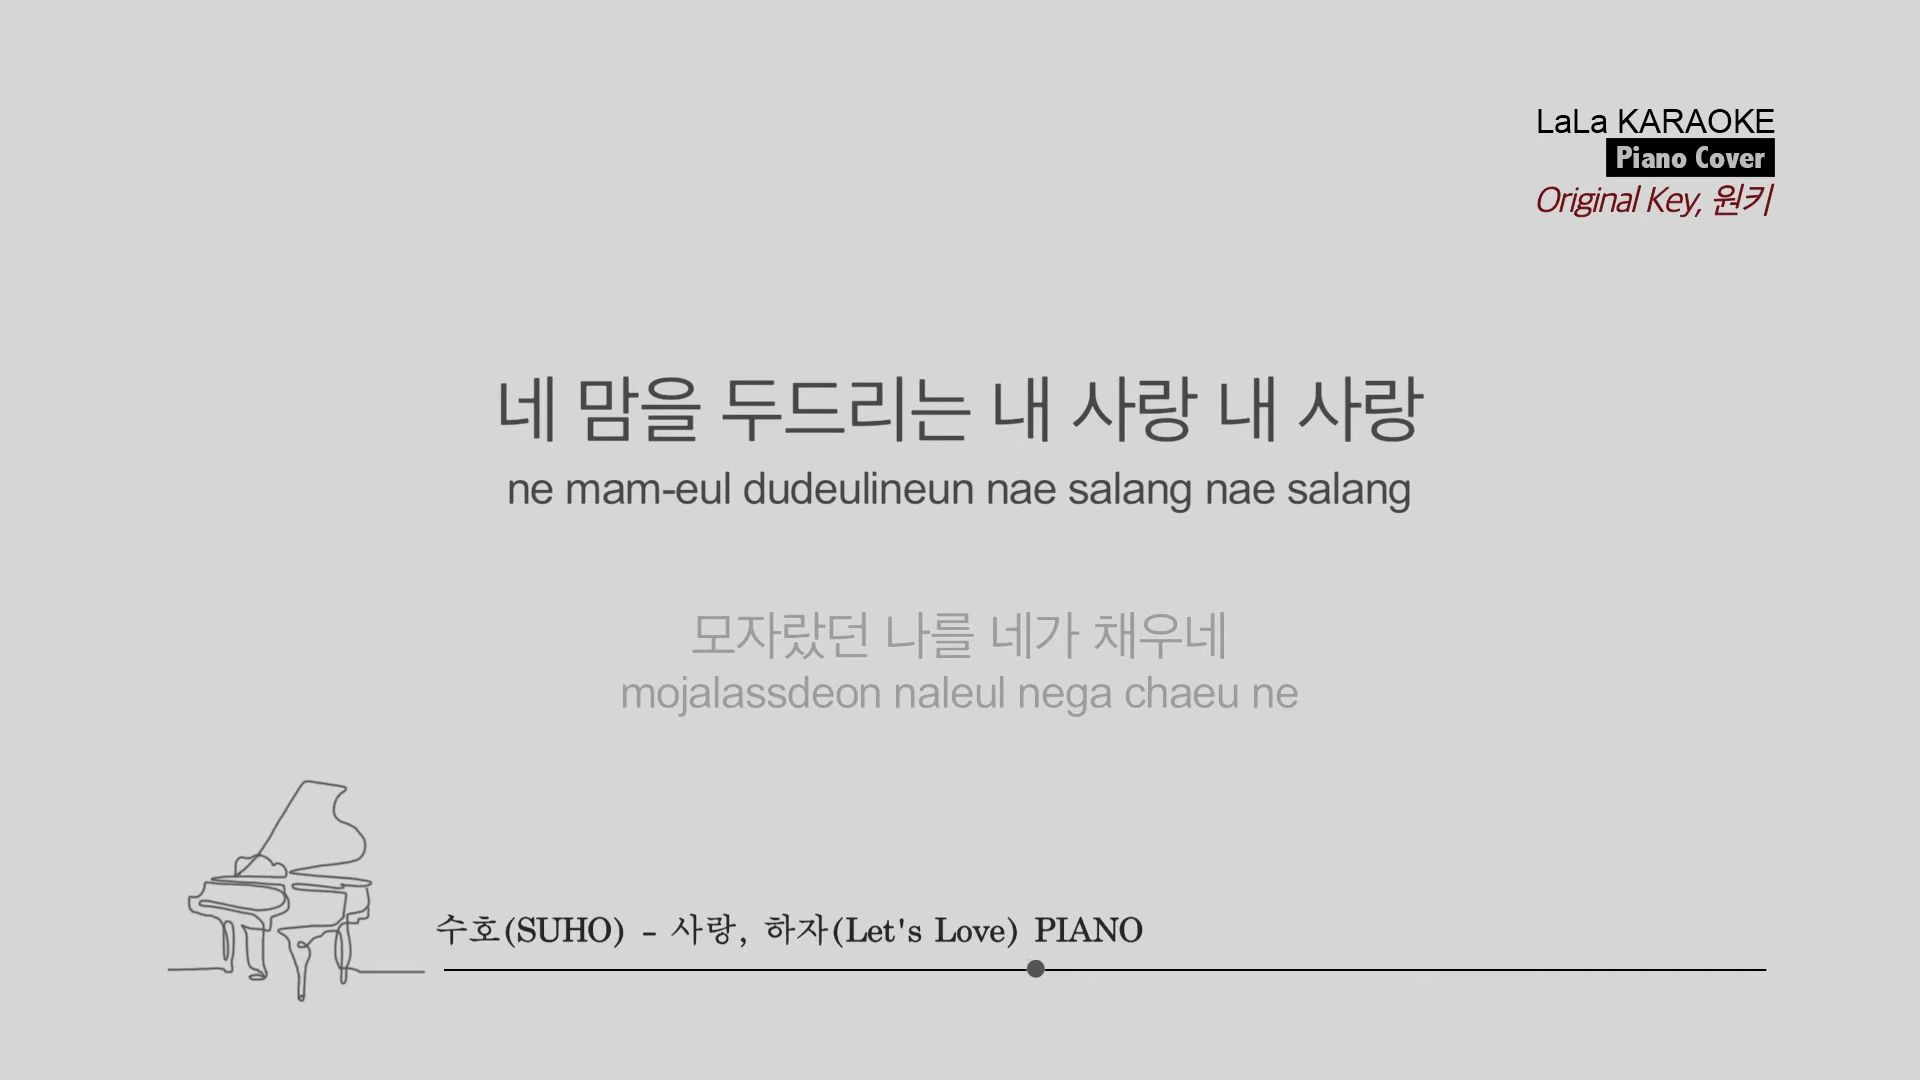 LaLa KARAOKE
Piano Cover
Original Key, 원키
네 맘을 두드리는 내 사랑 내 사랑
ne mam-eul dudeulineun nae salang nae salang
모자랐던 나를 네가 채우네
mojalassdeon naleul nega chaeu ne
수호(SUHO) - 사랑, 하자(Let's Love) PIANO